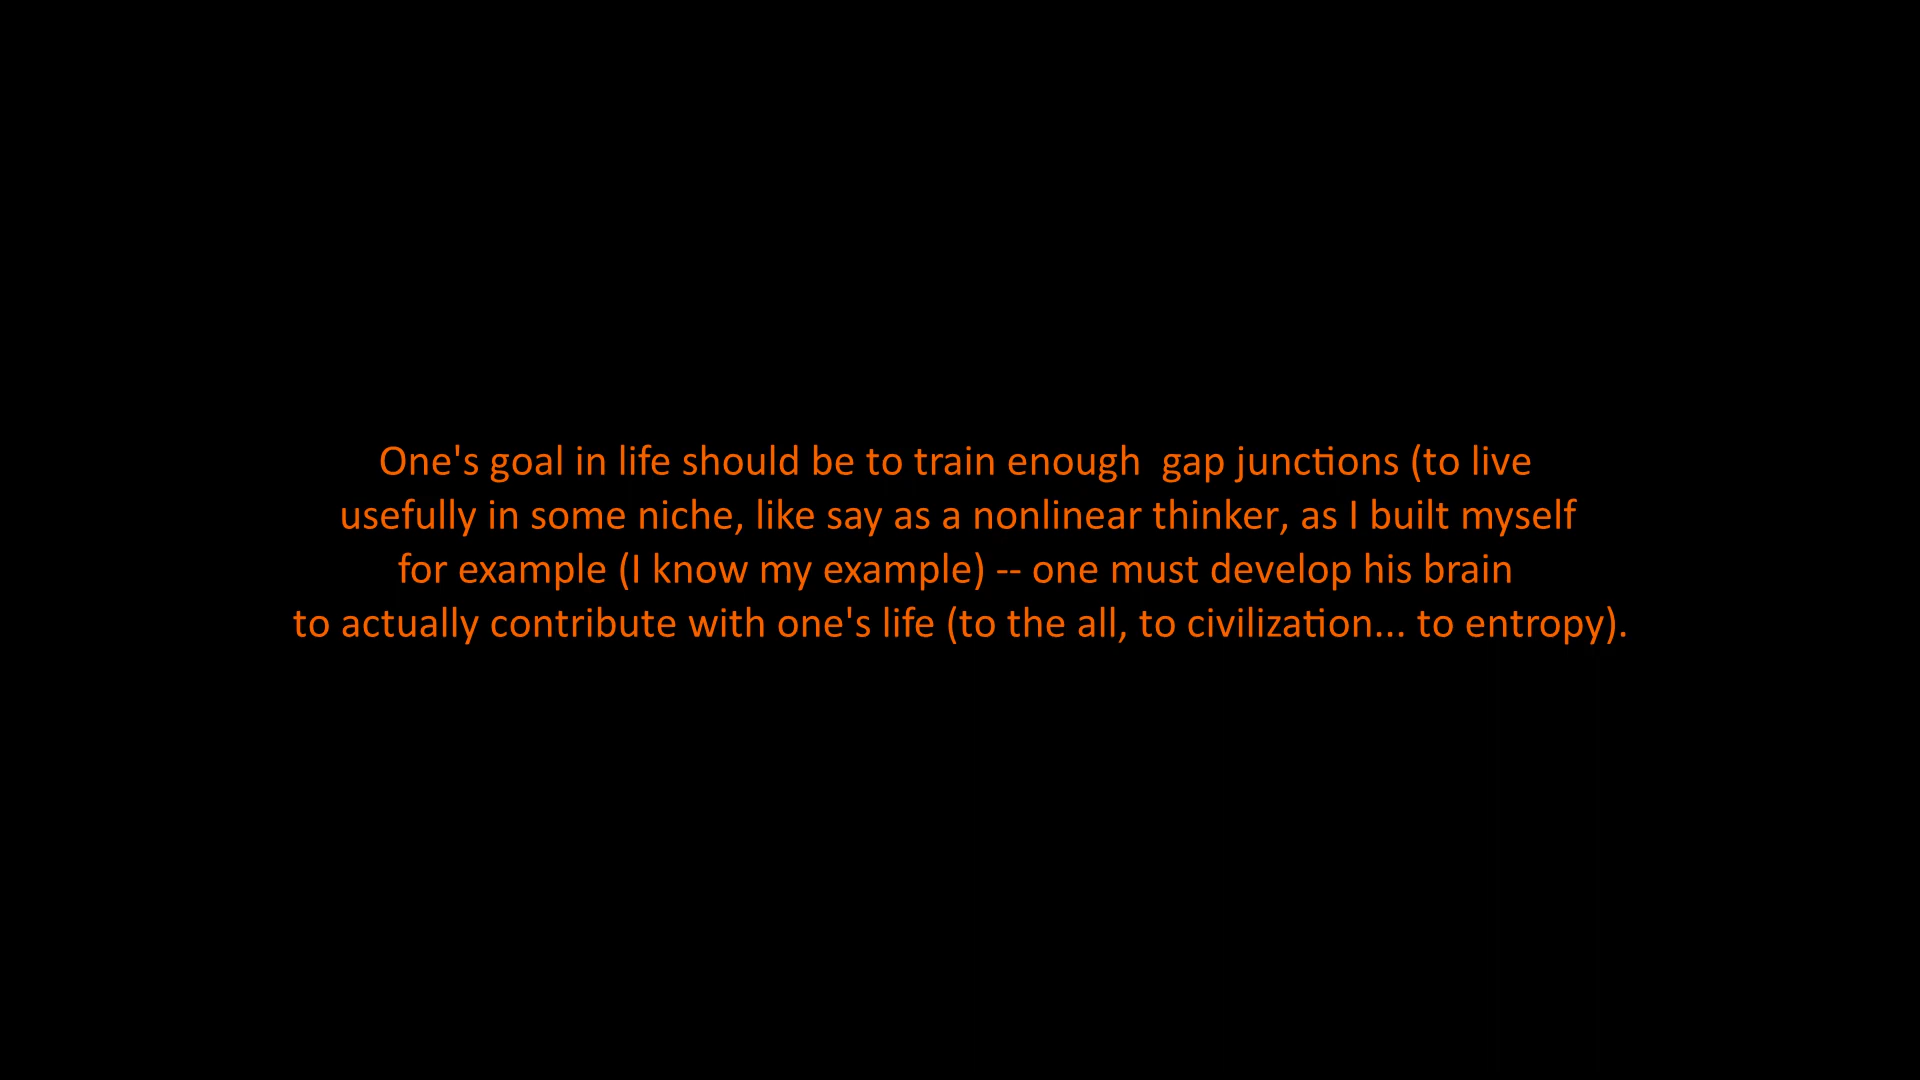 One's goal in life should be to train enough  gap junctions (to live
usefully in some niche, like say as a nonlinear thinker, as I built myself
for example (I know my example) -- one must develop his brain
to actually contribute with one's life (to the all, to civilization... to entropy).